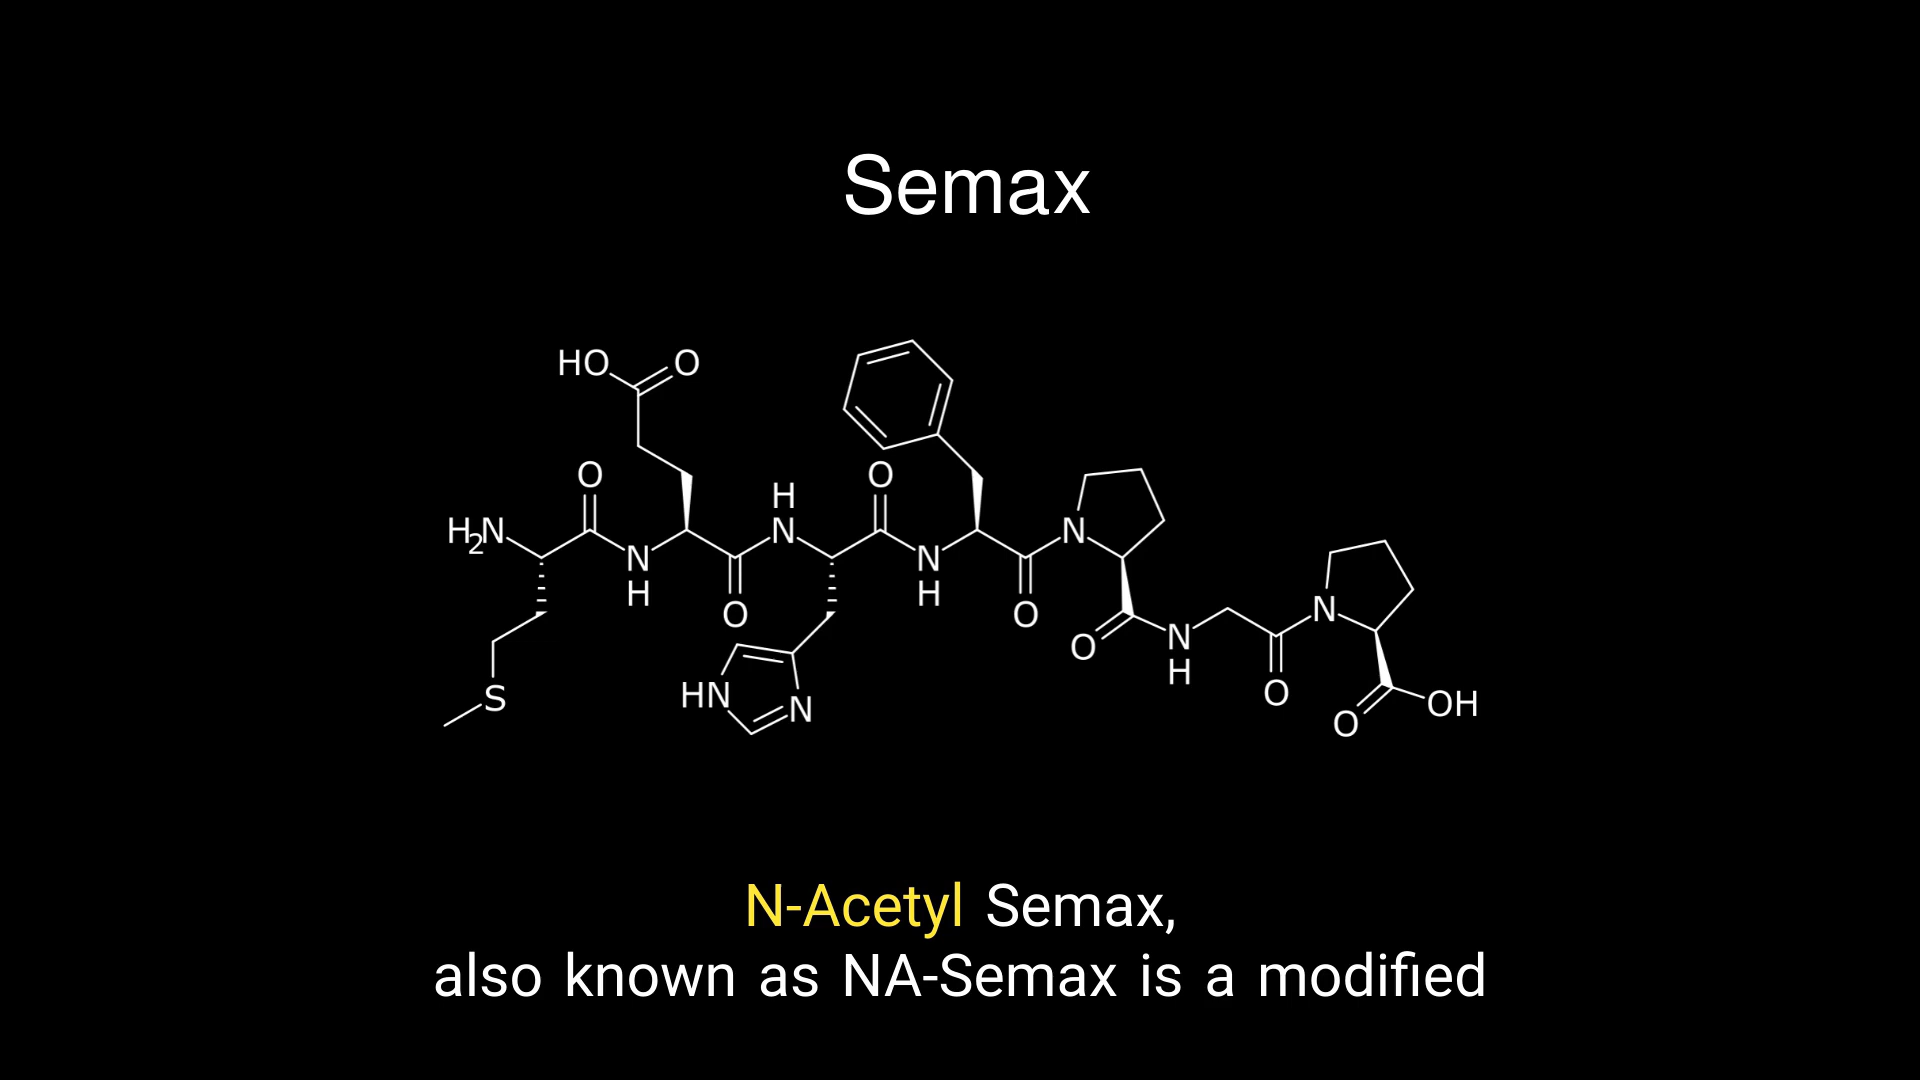 Semax
HO O
O O
H
H₂N N N
N N N
H H
O O
O N
H
HN N S
O O
OH
N-Acetyl Semax,
also known as NA-Semax is a modified